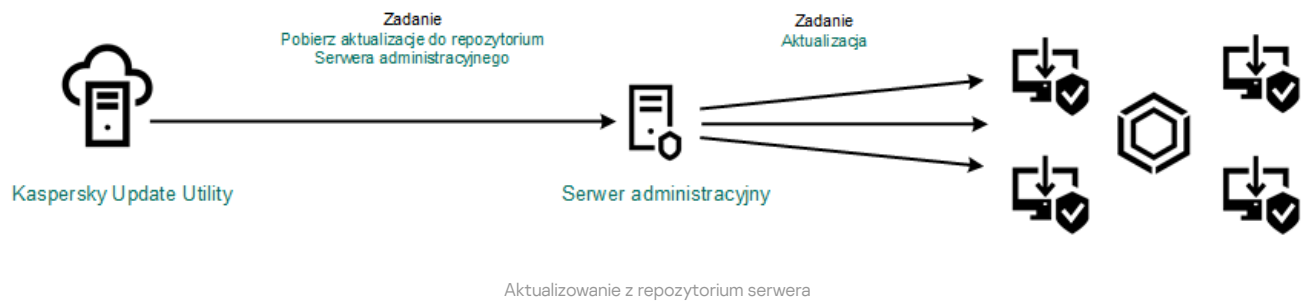 Zadanie
Pobierz aktualizacje do repozytorium
Serwera administracyjnego
Zadanie
Aktualizacja
Kaspersky Update Utility
Serwer administracyjny
Aktualizowanie z repozytorium serwera